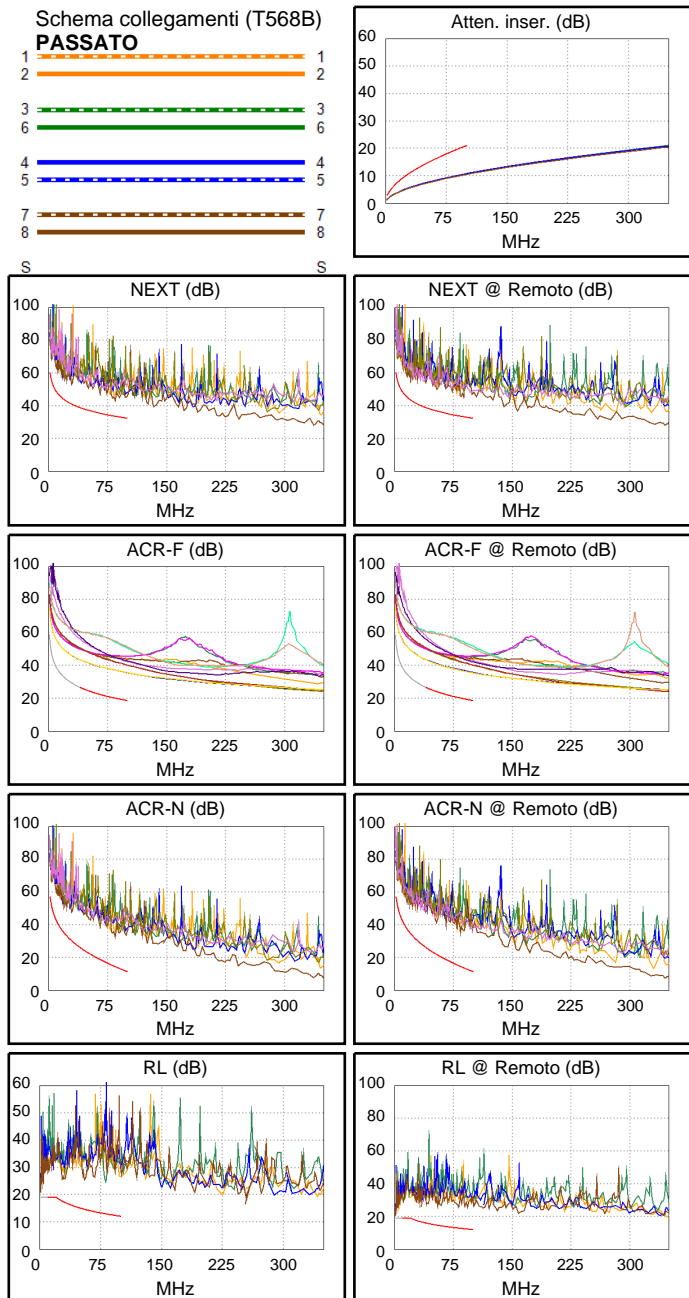 Schema collegamenti (T568B)
PASSATO
1 1
2 2
3 3
6 6
4 4
5 5
7 7
8 8
S S
Atten. inser. (dB)
60
50
40
30
20
10
0
0 75 150 225 300
MHz
NEXT (dB)
100
80
60
40
20
0
0 75 150 225 300
MHz
NEXT @ Remoto (dB)
100
80
60
40
20
0
0 75 150 225 300
MHz
ACR-F (dB)
100
80
60
40
20
0
0 75 150 225 300
MHz
ACR-F @ Remoto (dB)
100
80
60
40
20
0
0 75 150 225 300
MHz
ACR-N (dB)
100
80
60
40
20
0
0 75 150 225 300
MHz
ACR-N @ Remoto (dB)
100
80
60
40
20
0
0 75 150 225 300
MHz
RL (dB)
60
50
40
30
20
10
0
0 75 150 225 300
MHz
RL @ Remoto (dB)
100
80
60
40
20
0
0 75 150 225 300
MHz